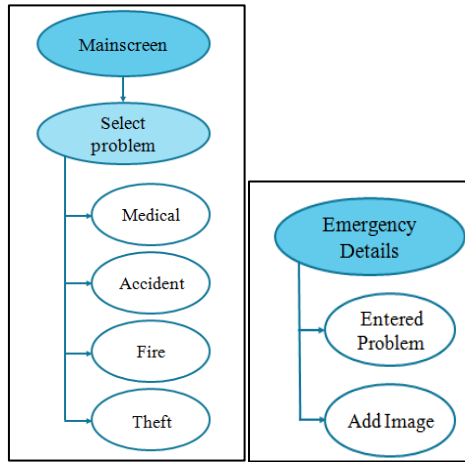 Mainscreen
Select
problem
Medical
Accident
Fire
Theft
Emergency
Details
Entered
Problem
Add Image